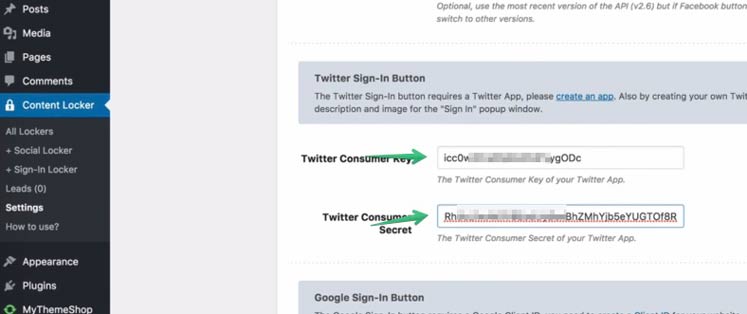 Posts
Media
Pages
Comments
Content Locker
All Lockers
+ Social Locker
+ Sign-In Locker
Leads (0)
Settings
How to use?
Appearance
Plugins
MyThemeShop
Optional, use the most recent version of the API (v2.6) but if Facebook button
switch to other versions.
Twitter Sign-In Button
The Twitter Sign-In button requires a Twitter App, please create an app. Also by creating your own Twit
description and image for the "Sign In" popup window.
Twitter Consumer Key
icc0w ygODc
The Twitter Consumer Key of your Twitter App.
Twitter Consumer
Secret
Rh BhZMhYjb5eYUGTOf8R
The Twitter Consumer Secret of your Twitter App.
Google Sign-In Button